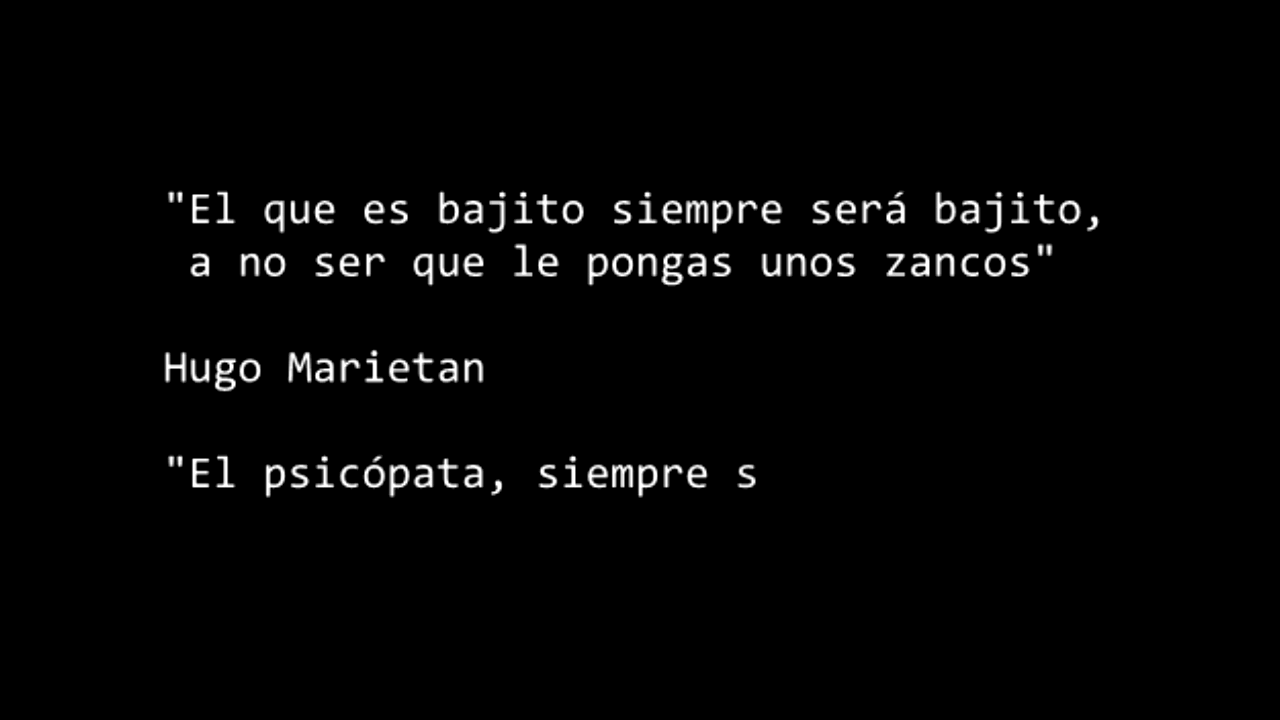 "El que es bajito siempre será bajito,
a no ser que le pongas unos zancos"
Hugo Marietan
"El psicópata, siempre s